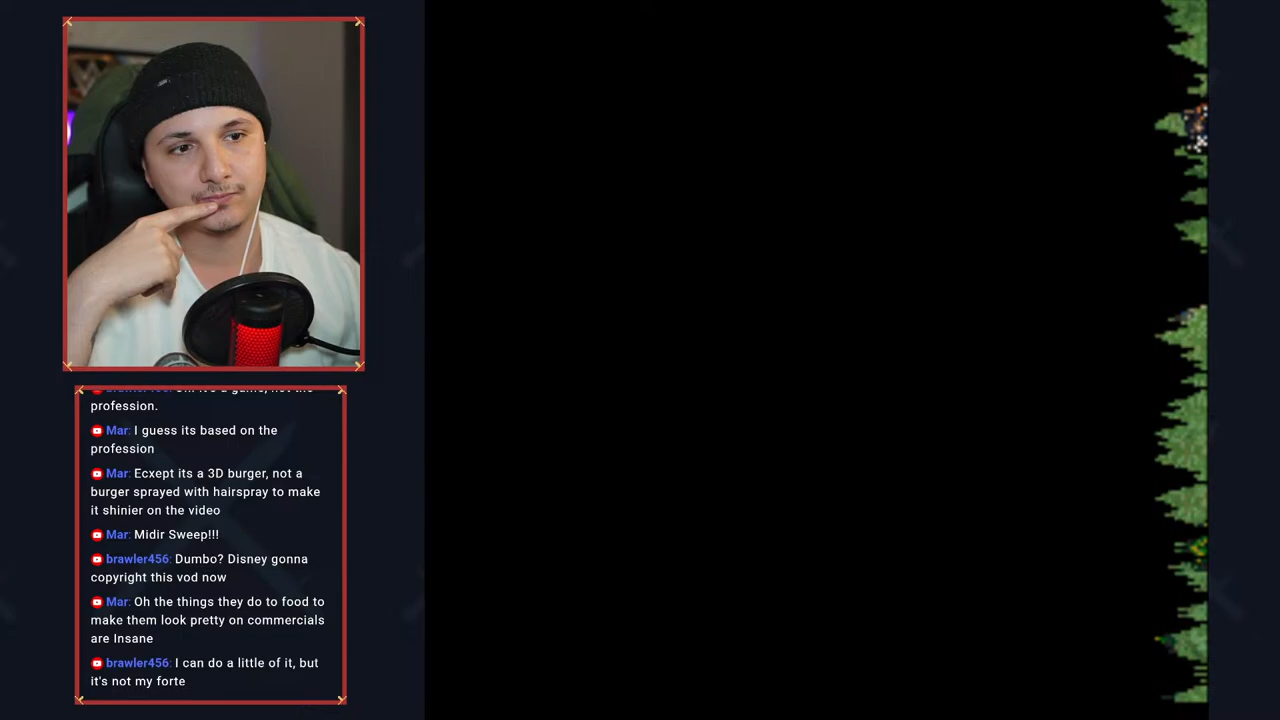 profession.
Mar: I guess its based on the
profession
Mar: Ecxept its a 3D burger, not a
burger sprayed with hairspray to make
it shinier on the video
Mar: Midir Sweep!!!
brawler456: Dumbo? Disney gonna
copyright this vod now
Mar: Oh the things they do to food to
make them look pretty on commercials
are Insane
brawler456: I can do a little of it, but
it's not my forte